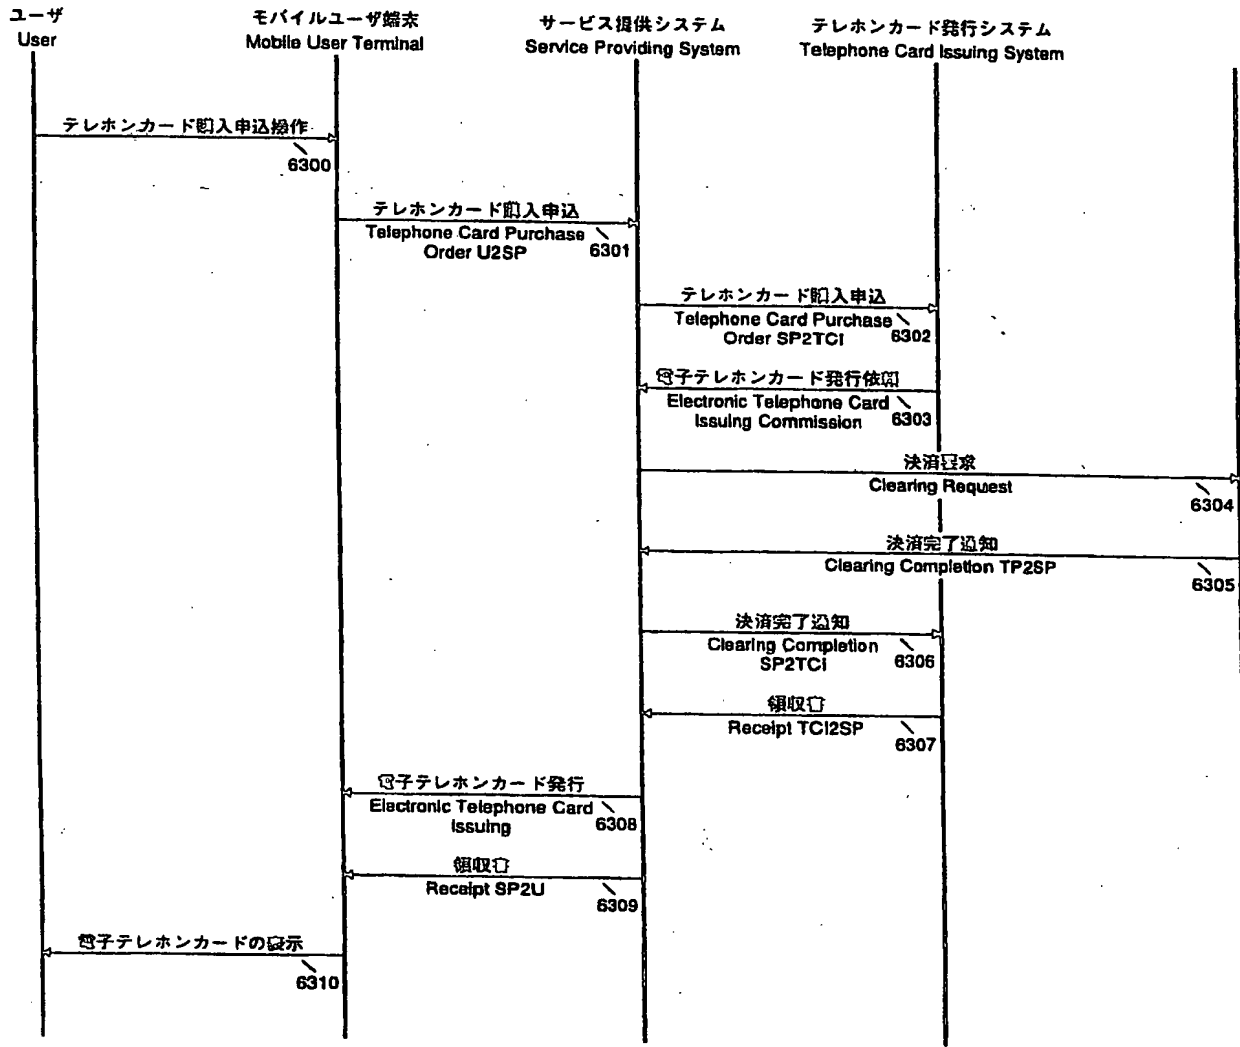 ユーザ
User
モバイルユーザ端末
Mobile User Terminal
サービス提供システム
Service Providing System
テレホンカード発行システム
Telephone Card Issuing System
テレホンカード購入申込操作
6300
テレホンカード購入申込
Telephone Card Purchase
Order U2SP
6301
テレホンカード購入申込
Telephone Card Purchase
Order SP2TCI
6302
電子テレホンカード発行依頼
Electronic Telephone Card
Issuing Commission
6303
決済要求
Clearing Request
6304
決済完了通知
Clearing Completion TP2SP
6305
決済完了通知
Clearing Completion
SP2TCI
6306
領収書
Receipt TCI2SP
6307
電子テレホンカード発行
Electronic Telephone Card
Issuing
6308
領収書
Receipt SP2U
6309
電子テレホンカードの表示
6310